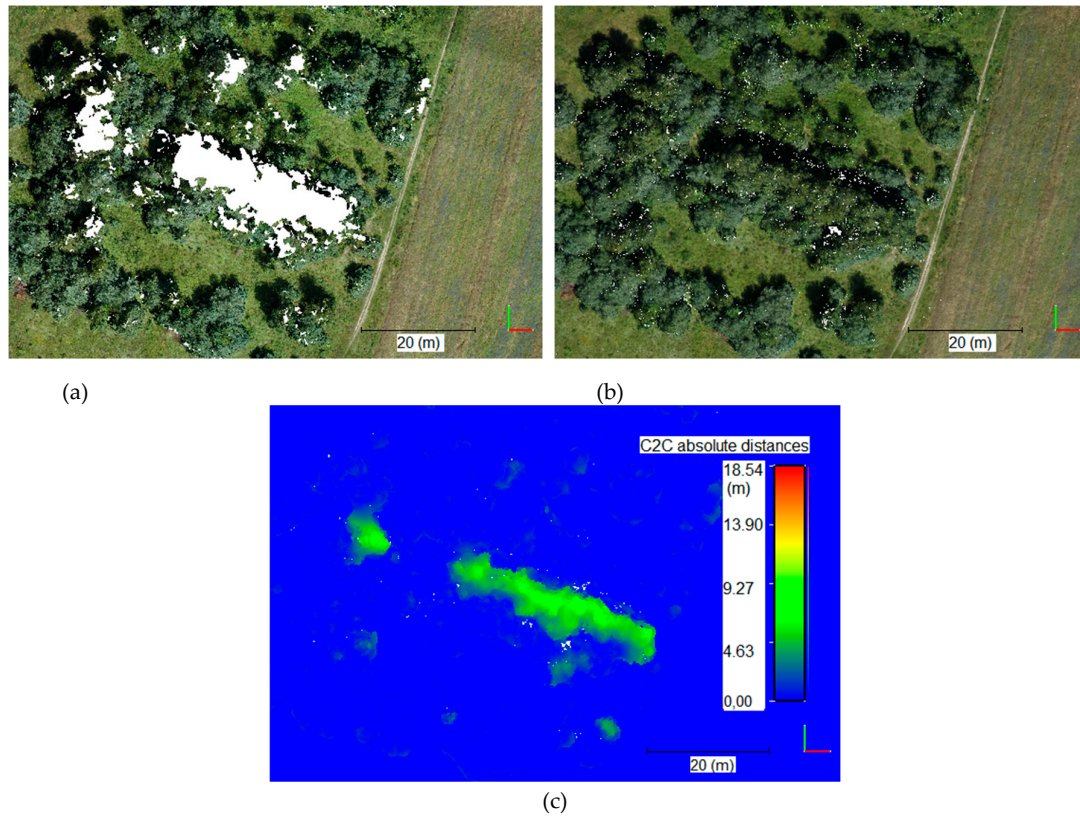 20 (m)
20 (m)
(a)
(b)
C2C absolute distances
18.54
(m)
13.90
9.27
4.63
0,00
20 (m)
(c)